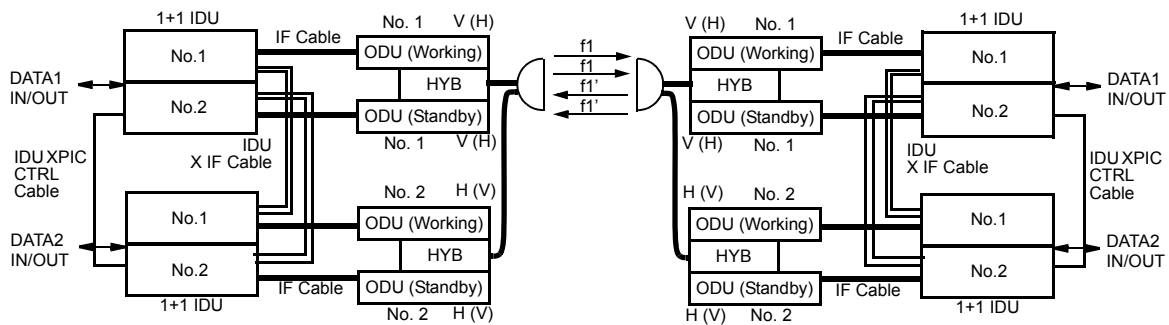 1+1 IDU
No.1
No.2
DATA1
IN/OUT
IF Cable
No. 1
V (H)
ODU (Working)
HYB
ODU (Standby)
No. 1
V (H)
IDU
X IF Cable
IDU XPIC
CTRL
Cable
No.1
No.2
DATA2
IN/OUT
1+1 IDU
No. 2
H (V)
ODU (Working)
HYB
ODU (Standby)
IF Cable
No. 2
H (V)
f1
f1
f1'
f1'
V (H)
No. 1
ODU (Working)
HYB
ODU (Standby)
V (H)
No. 1
IF Cable
1+1 IDU
No.1
No.2
DATA1
IN/OUT
IDU
X IF Cable
IDU XPIC
CTRL
Cable
H (V)
No. 2
ODU (Working)
HYB
ODU (Standby)
H (V)
No. 2
IF Cable
No.1
No.2
DATA2
IN/OUT
1+1 IDU